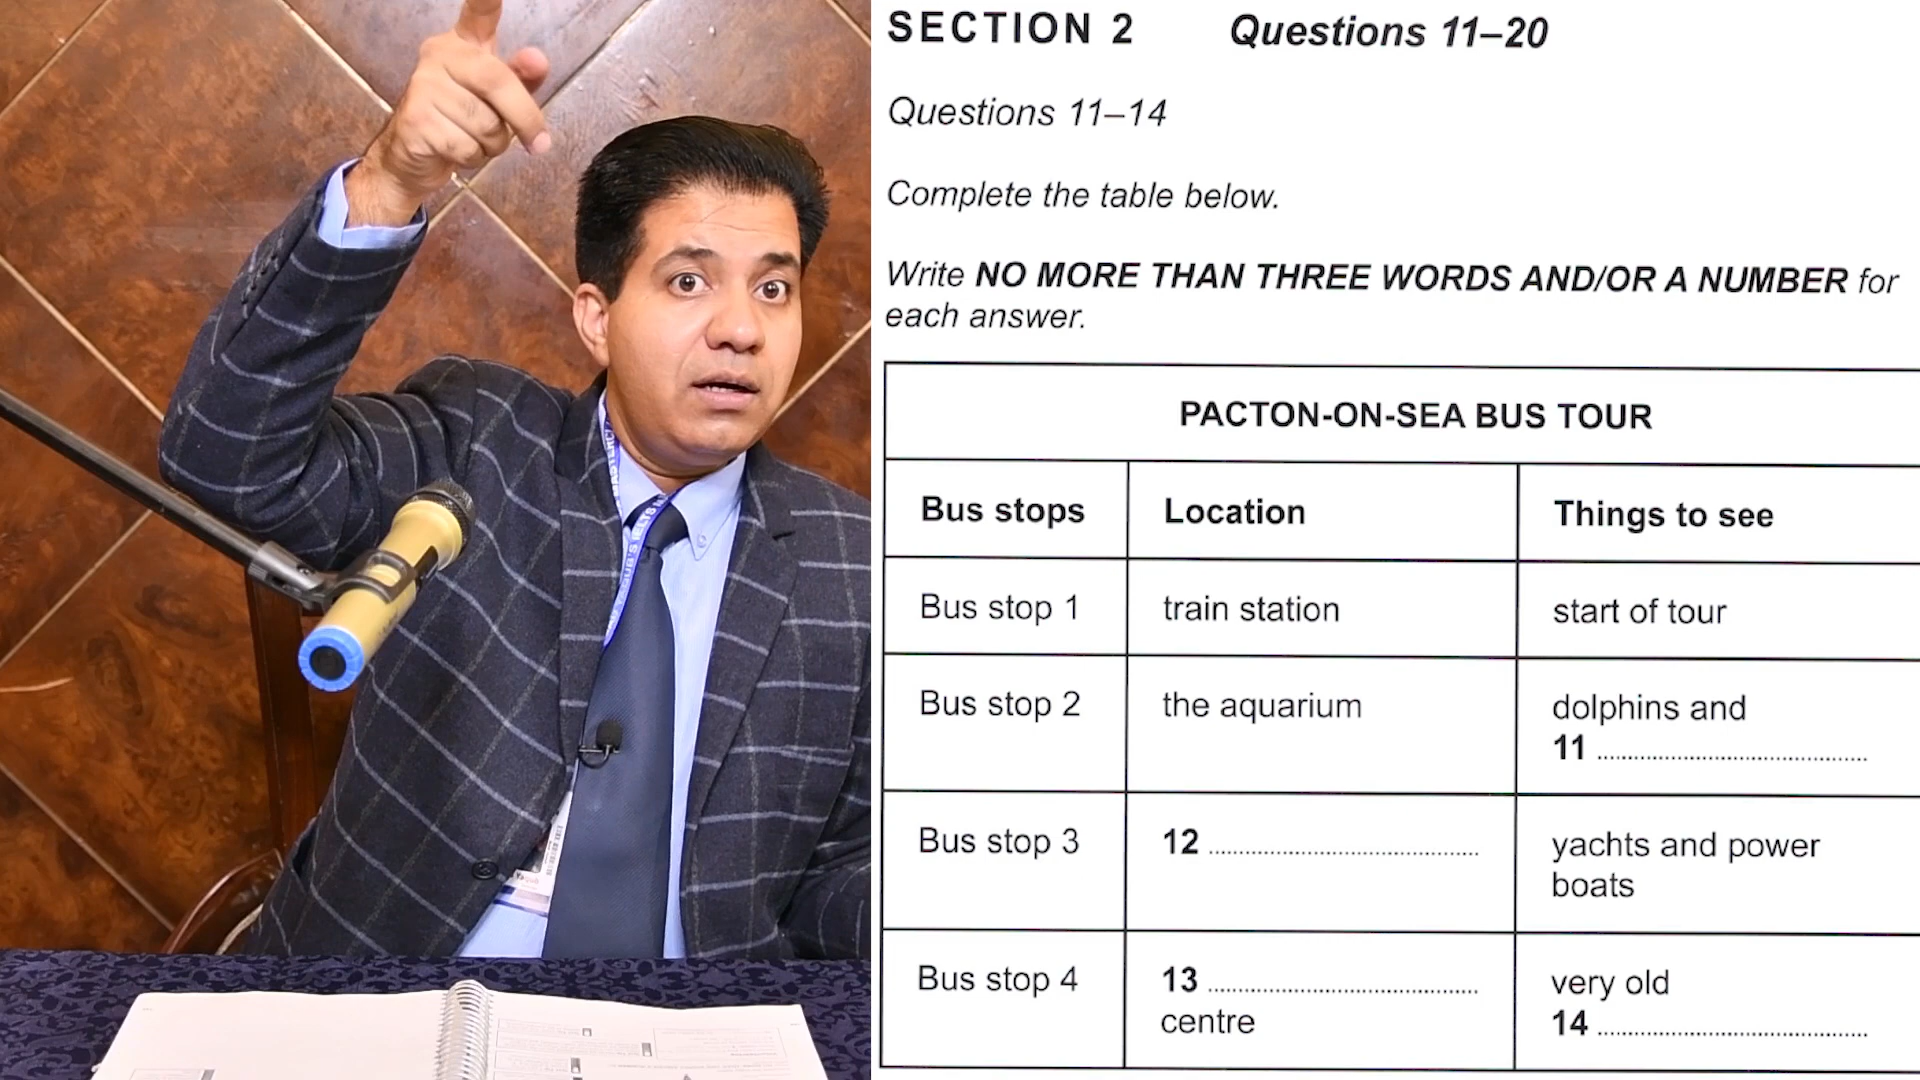 SECTION 2 Questions 11–20
Questions 11–14
Complete the table below.
Write NO MORE THAN THREE WORDS AND/OR A NUMBER for
each answer.
PACTON-ON-SEA BUS TOUR
Bus stops Location Things to see
Bus stop 1 train station start of tour
Bus stop 2 the aquarium dolphins and
11 ..........................................
Bus stop 3 12 .......................................... yachts and power
boats
Bus stop 4 13 .......................................... very old
centre 14 ..........................................
IELTS